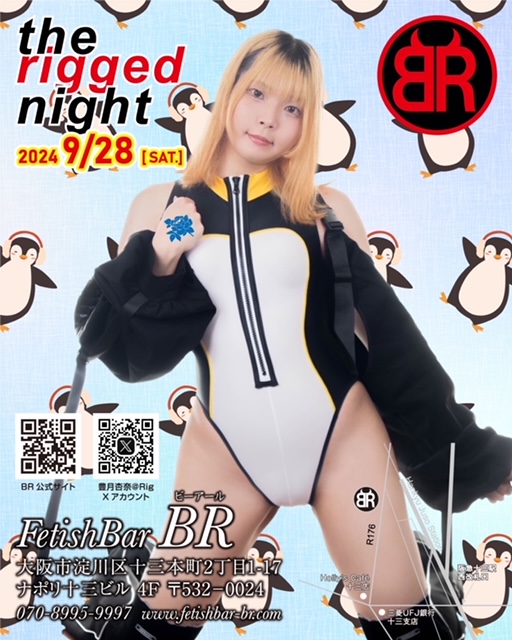 the
rigged
night
2024 9/28 [SAT.]
BR
BR 公式サイト
豊月杏奈@Rig
X アカウント
ビーアール
FetishBar BR
大阪市淀川区十三本町2丁目1-17
ナポリ十三ビル 4F 〒532-0024
070-8995-9997 www.fetishbar-br.com
BR
R176
三菱UFJ銀行
十三支店